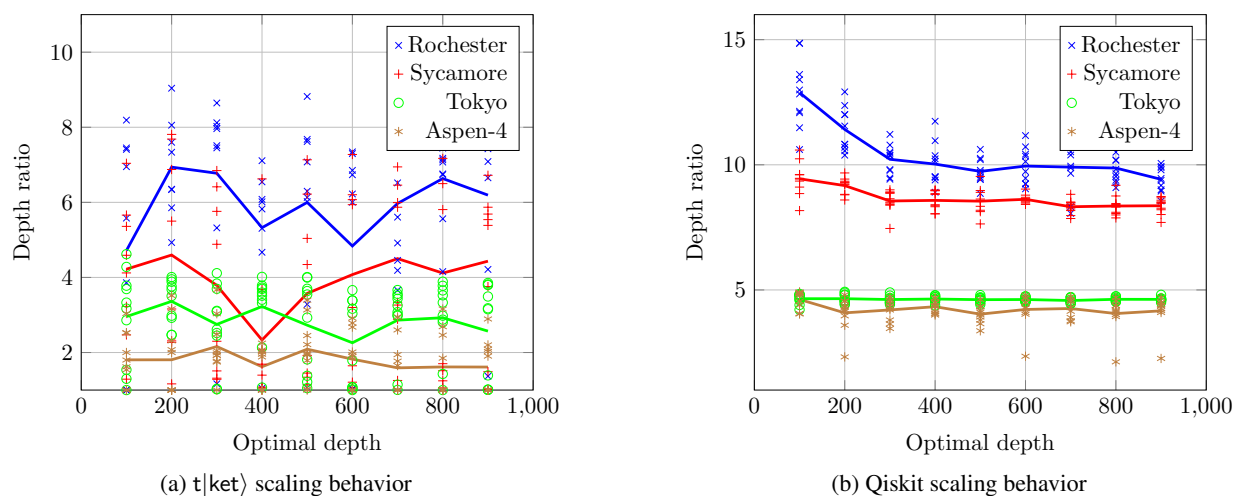 10
8
6
4
2
0
200
400
600
800
1,000
Depth ratio
Optimal depth
Rochester
Sycamore
Tokyo
Aspen-4
(a) t|ket⟩ scaling behavior
15
10
5
0
200
400
600
800
1,000
Depth ratio
Optimal depth
Rochester
Sycamore
Tokyo
Aspen-4
(b) Qiskit scaling behavior